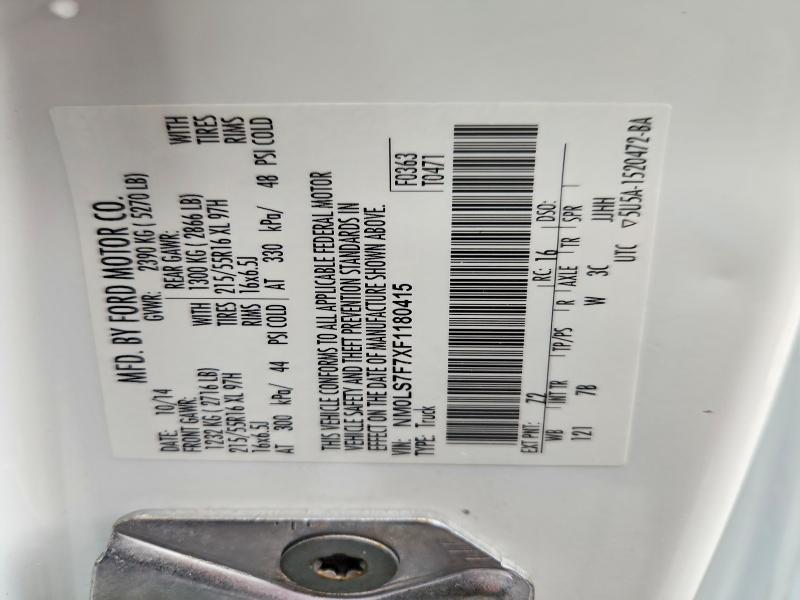 MFD. BY FORD MOTOR CO.
DATE: 10/14 GVWR: 2390 KG ( 5270 LB)
FRONT GAWR: REAR GAWR:
1232 KG ( 2716 LB) WITH 1300 KG ( 2866 LB) WITH
215/55R16 XL 97H TIRES 215/55R16 XL 97H TIRES
16x6.5J RIMS 16x6.5J RIMS
AT 300 kPa/ 44 PSI COLD AT 330 kPa/ 48 PSI COLD
THIS VEHICLE CONFORMS TO ALL APPLICABLE FEDERAL MOTOR
VEHICLE SAFETY AND THEFT PREVENTION STANDARDS IN
EFFECT ON THE DATE OF MANUFACTURE SHOWN ABOVE.
VIN: NM0LS7F7XF1180415 F0363
TYPE: Truck T0471
EXT PNT: Z2 RC: 16 DSO:
WB INT TR TP/PS R AXLE TR SPR
121 7B W 3C JJHH
UTC ▽5U5A-1520472-BA